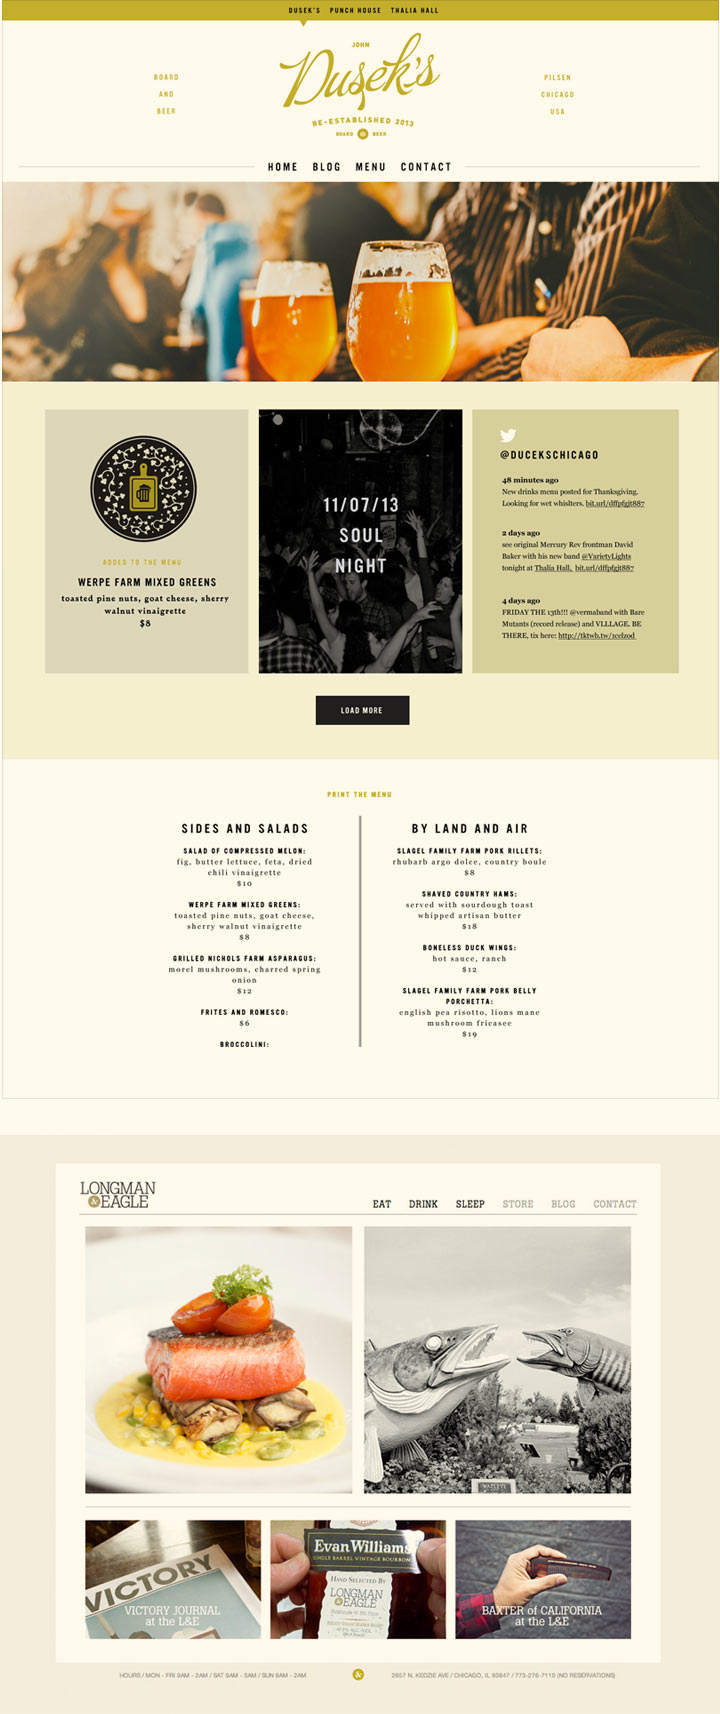 DUSEK'S PUNCH HOUSE THALIA HALL
JOHN
Dusek's
RE-ESTABLISHED 2013
BOARD & BEER
BOARD
AND
BEER
PILSEN
CHICAGO
USA
HOME BLOG MENU CONTACT
ADDED TO THE MENU
WERPE FARM MIXED GREENS
toasted pine nuts, goat cheese, sherry
walnut vinaigrette
$8
11/07/13
SOUL
NIGHT
@DUCEKSCHICAGO
48 minutes ago
New drinks menu posted for Thanksgiving.
Looking for wet whislters. bit.url/dffpfgjt887
2 days ago
see original Mercury Rev frontman David
Baker with his new band @VarietyLights
tonight at Thalia Hall, bit.url/dffpfgjt887
4 days ago
FRIDAY THE 13th!!! @vermaband with Bare
Mutants (record release) and VLLLAGE. BE
THERE, tix here: http://tktwb.tw/1celzod
LOAD MORE
PRINT THE MENU
SIDES AND SALADS
SALAD OF COMPRESSED MELON:
fig, butter lettuce, feta, dried
chili vinaigrette
$10
WERPE FARM MIXED GREENS:
toasted pine nuts, goat cheese,
sherry walnut vinaigrette
$8
GRILLED NICHOLS FARM ASPARAGUS:
morel mushrooms, charred spring
onion
$12
FRITES AND ROMESCO:
$6
BROCCOLINI:
BY LAND AND AIR
SLAGEL FAMILY FARM PORK RILLETS:
rhubarb argo dolce, country boule
$8
SHAVED COUNTRY HAMS:
served with sourdough toast
whipped artisan butter
$18
BONELESS DUCK WINGS:
hot sauce, ranch
$12
SLAGEL FAMILY FARM PORK BELLY
PORCHETTA:
english pea risotto, lions mane
mushroom fricasee
$19
LONGMAN
& EAGLE
EAT DRINK SLEEP STORE BLOG CONTACT
VICTORY
VICTORY JOURNAL
at the L&E
Evan Williams
SINGLE BARREL VINTAGE BOURBON
HAND SELECTED BY
LONGMAN
& EAGLE
BAXTER of CALIFORNIA
at the L&E
HOURS / MON - FRI 9AM - 2AM / SAT 9AM - 3AM / SUN 9AM - 2AM
&
2657 N. KEDZIE AVE / CHICAGO, IL 60647 / 773-276-7110 (NO RESERVATIONS)